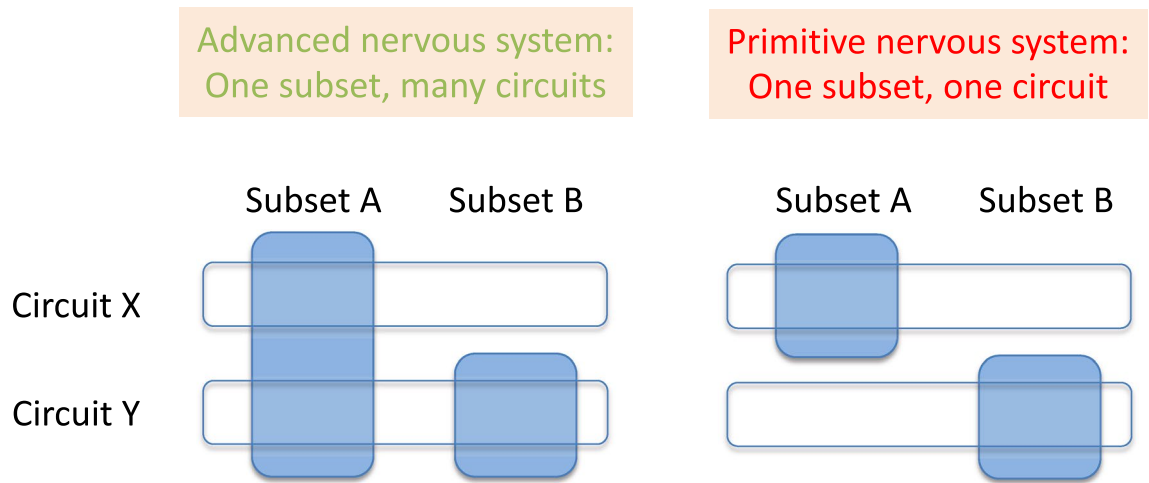 Advanced nervous system:
One subset, many circuits
Primitive nervous system:
One subset, one circuit
Subset A
Subset B
Subset A
Subset B
Circuit X
Circuit Y